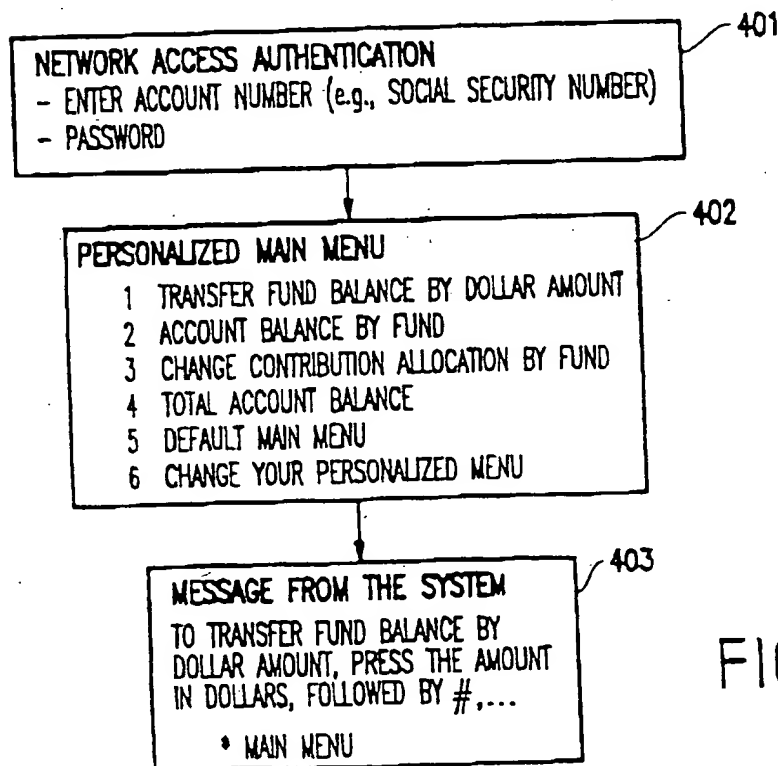 401
NETWORK ACCESS AUTHENTICATION
- ENTER ACCOUNT NUMBER (e.g., SOCIAL SECURITY NUMBER)
- PASSWORD
402
PERSONALIZED MAIN MENU
1 TRANSFER FUND BALANCE BY DOLLAR AMOUNT
2 ACCOUNT BALANCE BY FUND
3 CHANGE CONTRIBUTION ALLOCATION BY FUND
4 TOTAL ACCOUNT BALANCE
5 DEFAULT MAIN MENU
6 CHANGE YOUR PERSONALIZED MENU
403
MESSAGE FROM THE SYSTEM
TO TRANSFER FUND BALANCE BY
DOLLAR AMOUNT, PRESS THE AMOUNT
IN DOLLARS, FOLLOWED BY #,...
* MAIN MENU
FIG